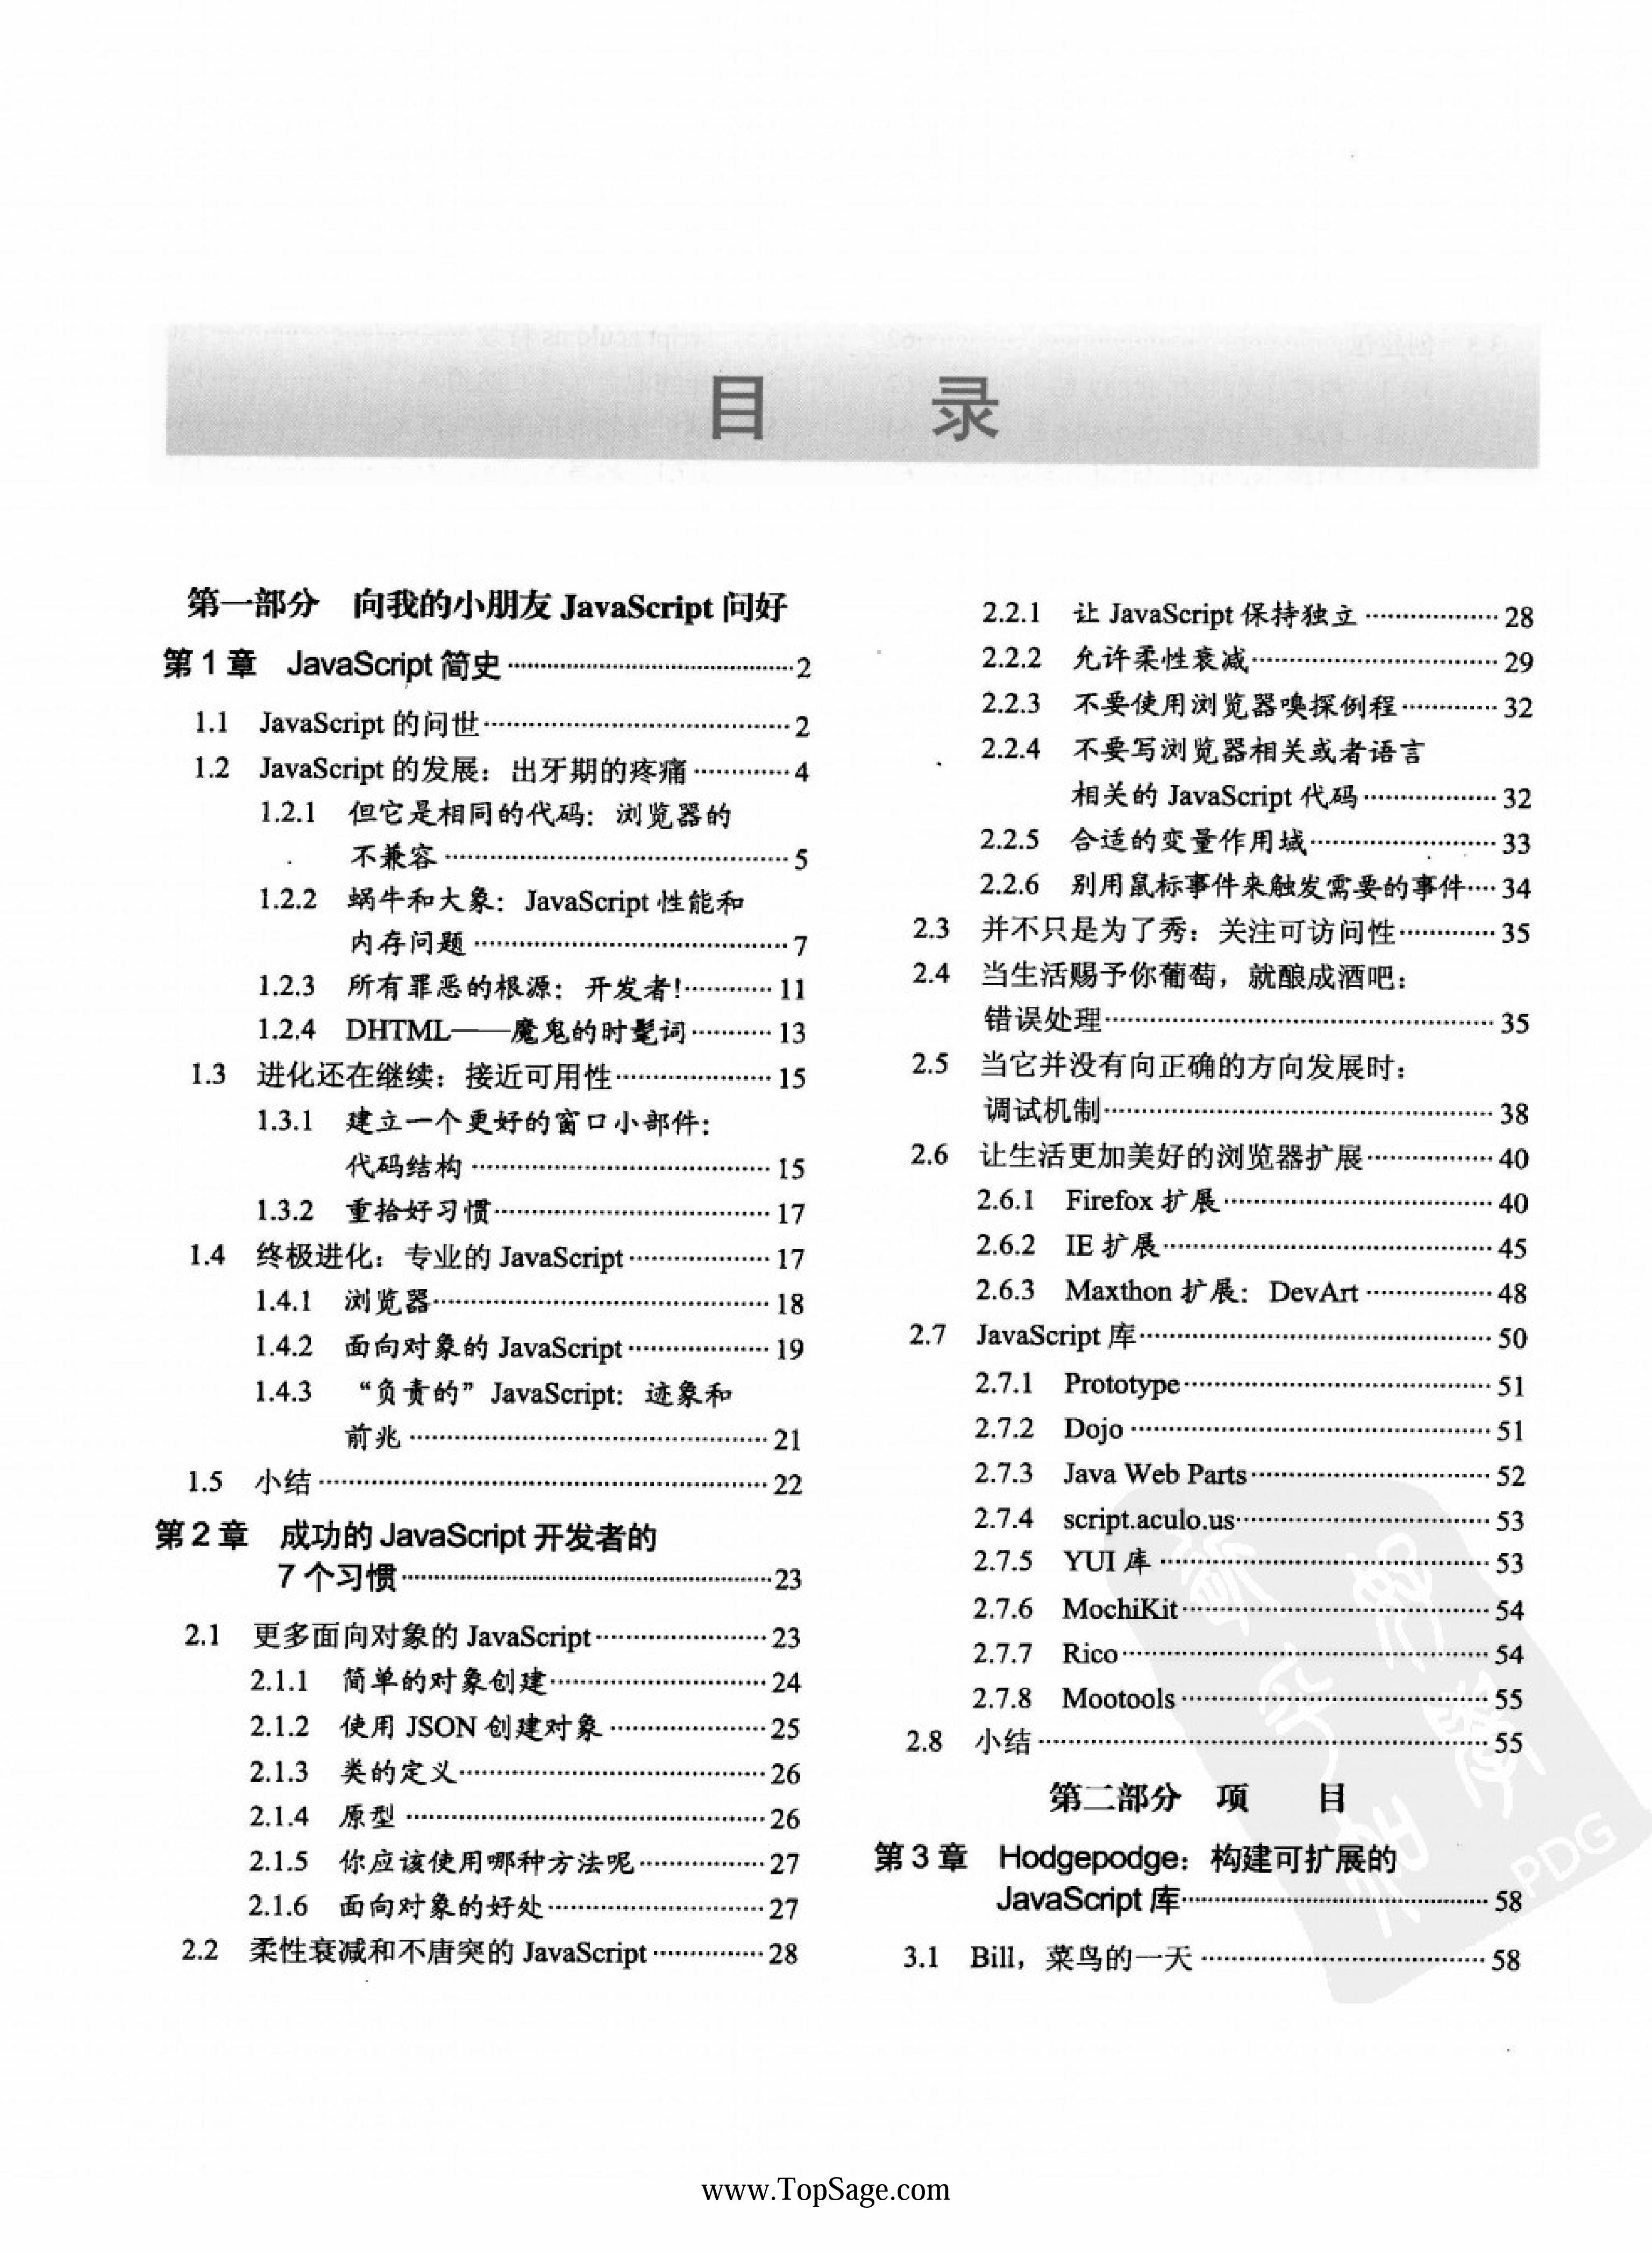 目 录
第一部分 向我的小朋友 JavaScript 问好
第 1 章 JavaScript 简史 ………………………………2
1.1 JavaScript 的问世 ………………………………2
1.2 JavaScript 的发展：出牙期的疼痛 …………4
1.2.1 但它是相同的代码：浏览器的
不兼容 ………………………………5
1.2.2 蜗牛和大象：JavaScript 性能和
内存问题 ……………………………7
1.2.3 所有罪恶的根源：开发者!………… 11
1.2.4 DHTML——魔鬼的时髦词 ……… 13
1.3 进化还在继续：接近可用性 ……………… 15
1.3.1 建立一个更好的窗口小部件：
代码结构 …………………………… 15
1.3.2 重拾好习惯 ………………………… 17
1.4 终极进化：专业的 JavaScript …………… 17
1.4.1 浏览器 ……………………………… 18
1.4.2 面向对象的 JavaScript …………… 19
1.4.3 “负责的” JavaScript：迹象和
前兆 ………………………………… 21
1.5 小结 ………………………………………… 22
第 2 章 成功的 JavaScript 开发者的
7 个习惯 ……………………………………23
2.1 更多面向对象的 JavaScript ……………… 23
2.1.1 简单的对象创建 …………………… 24
2.1.2 使用 JSON 创建对象 ……………… 25
2.1.3 类的定义 …………………………… 26
2.1.4 原型 ………………………………… 26
2.1.5 你应该使用哪种方法呢 …………… 27
2.1.6 面向对象的好处 …………………… 27
2.2 柔性衰减和不唐突的 JavaScript ………… 28
2.2.1 让 JavaScript 保持独立 …………… 28
2.2.2 允许柔性衰减 ……………………… 29
2.2.3 不要使用浏览器嗅探例程 ………… 32
2.2.4 不要写浏览器相关或者语言
相关的 JavaScript 代码 …………… 32
2.2.5 合适的变量作用域 ………………… 33
2.2.6 别用鼠标事件来触发需要的事件 … 34
2.3 并不只是为了秀：关注可访问性 ………… 35
2.4 当生活赐予你葡萄，就酿成酒吧：
错误处理 …………………………………… 35
2.5 当它并没有向正确的方向发展时：
调试机制 …………………………………… 38
2.6 让生活更加美好的浏览器扩展 …………… 40
2.6.1 Firefox 扩展 ………………………… 40
2.6.2 IE 扩展 ……………………………… 45
2.6.3 Maxthon 扩展：DevArt …………… 48
2.7 JavaScript 库 ……………………………… 50
2.7.1 Prototype …………………………… 51
2.7.2 Dojo ………………………………… 51
2.7.3 Java Web Parts ……………………… 52
2.7.4 script.aculo.us ……………………… 53
2.7.5 YUI 库 ……………………………… 53
2.7.6 MochiKit …………………………… 54
2.7.7 Rico ………………………………… 54
2.7.8 Mootools …………………………… 55
2.8 小结 ………………………………………… 55
第二部分 项 目
第 3 章 Hodgepodge：构建可扩展的
JavaScript 库 …………………………… 58
3.1 Bill，菜鸟的一天 ………………………… 58
PDG
www.TopSage.com